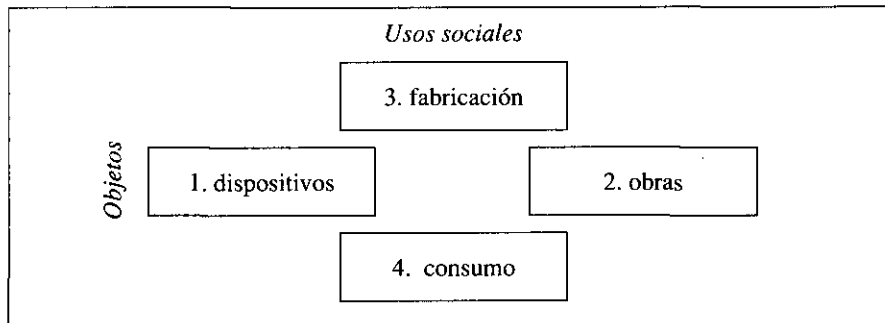 Usos sociales
3. fabricación
Objetos
1. dispositivos
2. obras
4. consumo